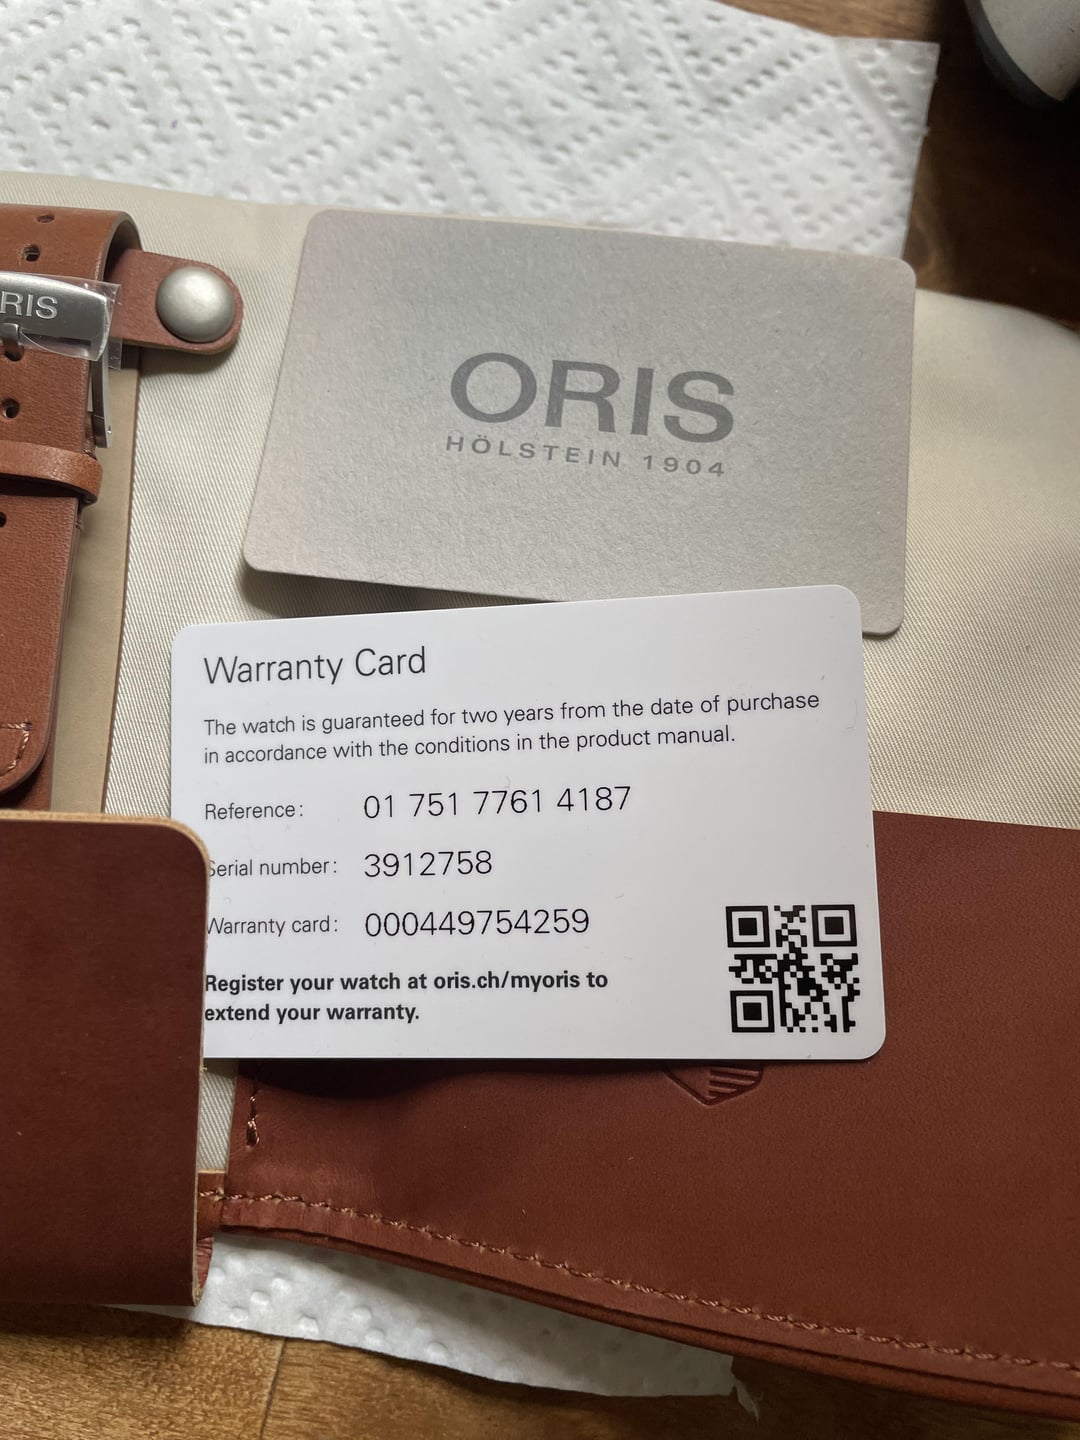 RIS
ORIS
HÖLSTEIN 1904
Warranty Card
The watch is guaranteed for two years from the date of purchase
in accordance with the conditions in the product manual.
Reference: 01 751 7761 4187
Serial number: 3912758
Warranty card: 000449754259
Register your watch at oris.ch/myoris to
extend your warranty.